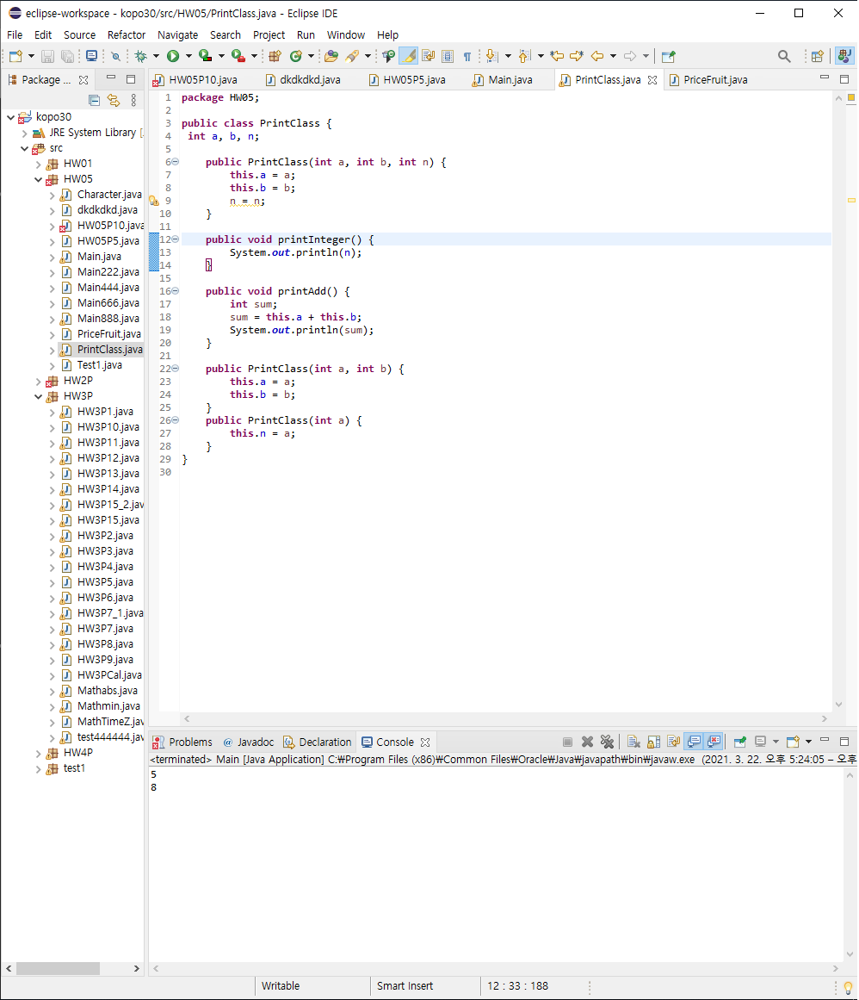 eclipse-workspace - kopo30/src/HW05/PrintClass.java - Eclipse IDE
File Edit Source Refactor Navigate Search Project Run Window Help
Package ...
HW05P10.java dkdkdkd.java HW05P5.java Main.java PrintClass.java PriceFruit.java
kopo30
JRE System Library [
src
HW01
HW05
Character.java
dkdkdkd.java
HW05P10.java
HW05P5.java
Main.java
Main222.java
Main444.java
Main666.java
Main888.java
PriceFruit.java
PrintClass.java
Test1.java
HW2P
HW3P
HW3P1.java
HW3P10.java
HW3P11.java
HW3P12.java
HW3P13.java
HW3P14.java
HW3P15_2.jav
HW3P15.java
HW3P2.java
HW3P3.java
HW3P4.java
HW3P5.java
HW3P6.java
HW3P7_1.java
HW3P7.java
HW3P8.java
HW3P9.java
HW3PCal.java
Mathabs.java
Mathmin.java
MathTimeZ.jav
test444444.jav
HW4P
test1
1 package HW05;
2
3 public class PrintClass {
4 int a, b, n;
5
6 public PrintClass(int a, int b, int n) {
7 this.a = a;
8 this.b = b;
9 n = n;
10 }
11
12 public void printInteger() {
13 System.out.println(n);
14 }
15
16 public void printAdd() {
17 int sum;
18 sum = this.a + this.b;
19 System.out.println(sum);
20 }
21
22 public PrintClass(int a, int b) {
23 this.a = a;
24 this.b = b;
25 }
26 public PrintClass(int a) {
27 this.n = a;
28 }
29 }
30
Problems @ Javadoc Declaration Console
<terminated> Main [Java Application] C:₩Program Files (x86)₩Common Files₩Oracle₩Java₩javapath₩bin₩javaw.exe (2021. 3. 22. 오후 5:24:05 – 오후
5
8
Writable Smart Insert 12 : 33 : 188